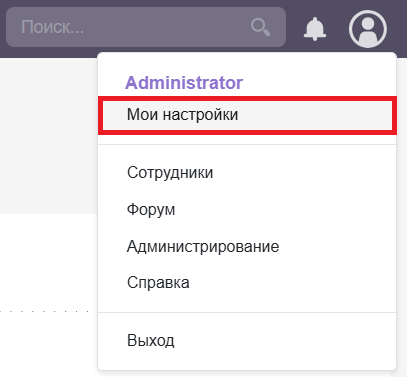 Поиск...
Administrator
Мои настройки
Сотрудники
Форум
Администрирование
Справка
Выход